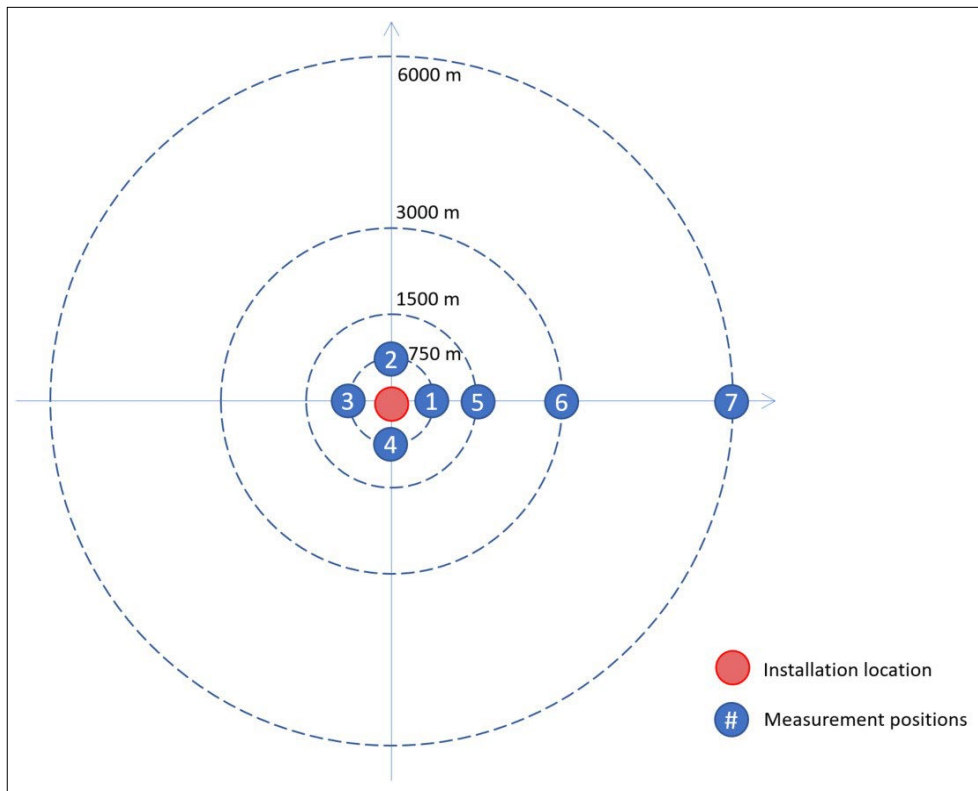 6000 m
3000 m
1500 m
2
750 m
3
1
5
6
7
4
Installation location
# Measurement positions